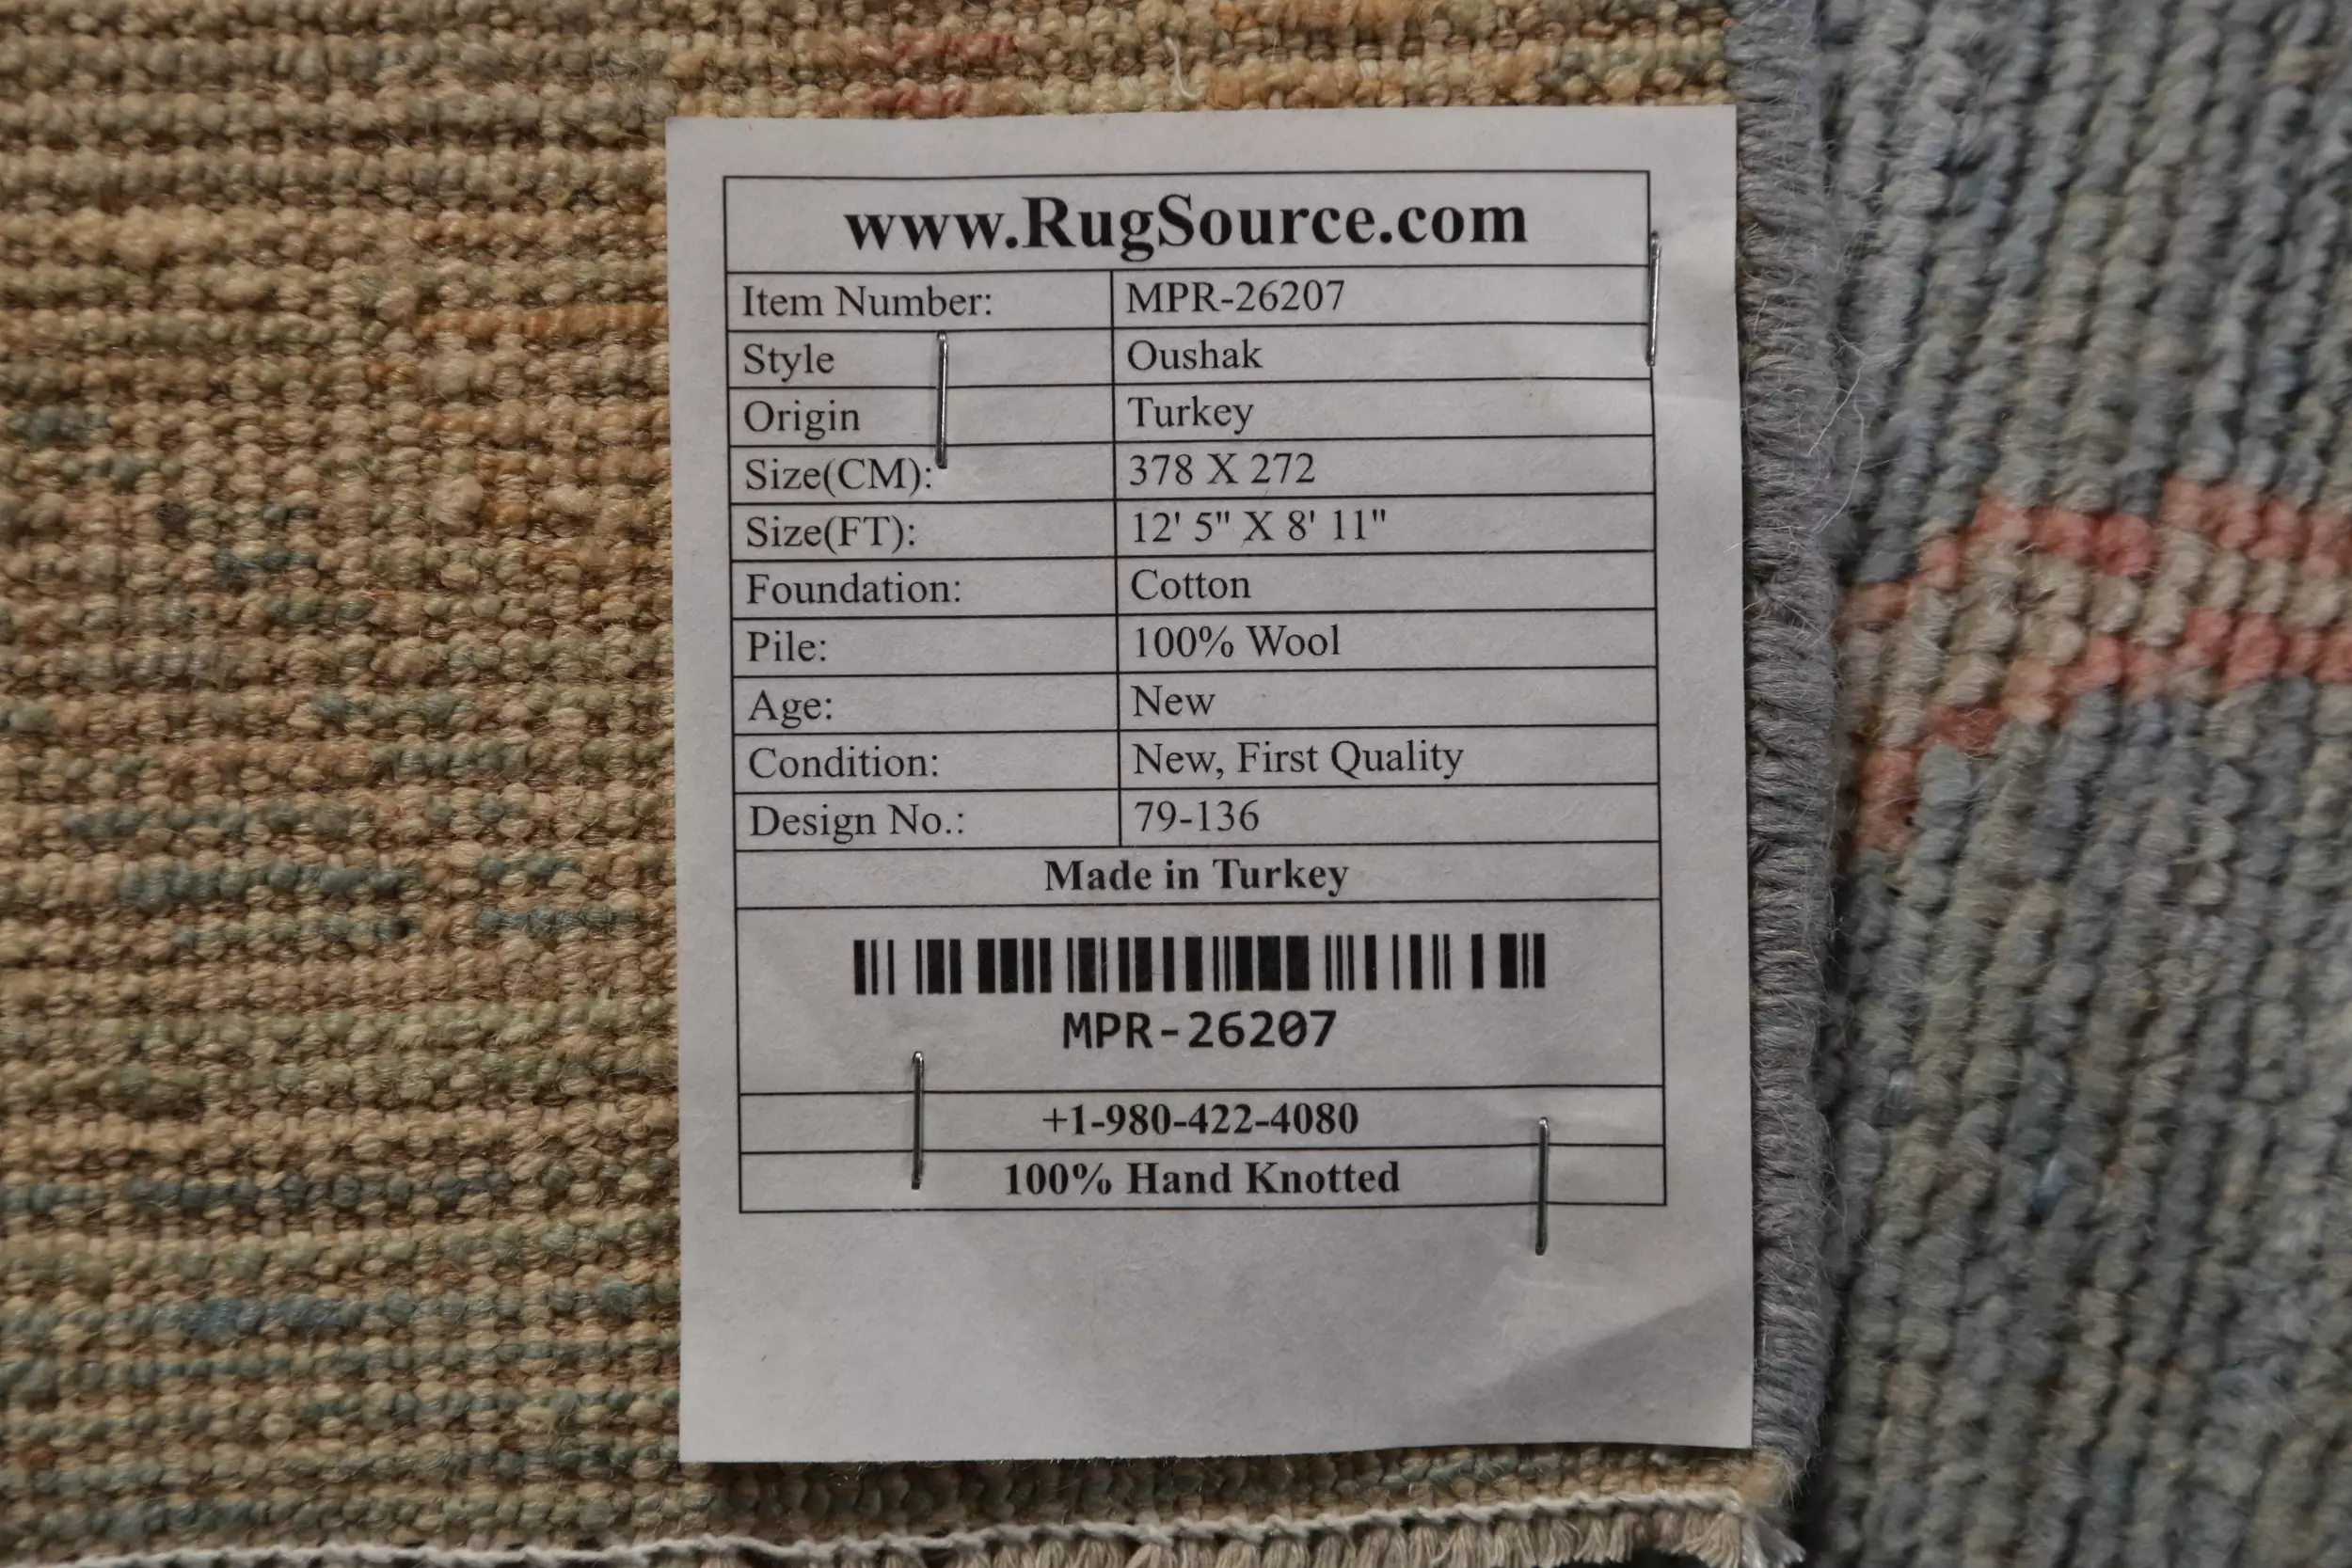 www.RugSource.com
Item Number: MPR-26207
Style Oushak
Origin Turkey
Size(CM): 378 X 272
Size(FT): 12' 5" X 8' 11"
Foundation: Cotton
Pile: 100% Wool
Age: New
Condition: New, First Quality
Design No.: 79-136
Made in Turkey
MPR-26207
+1-980-422-4080
100% Hand Knotted